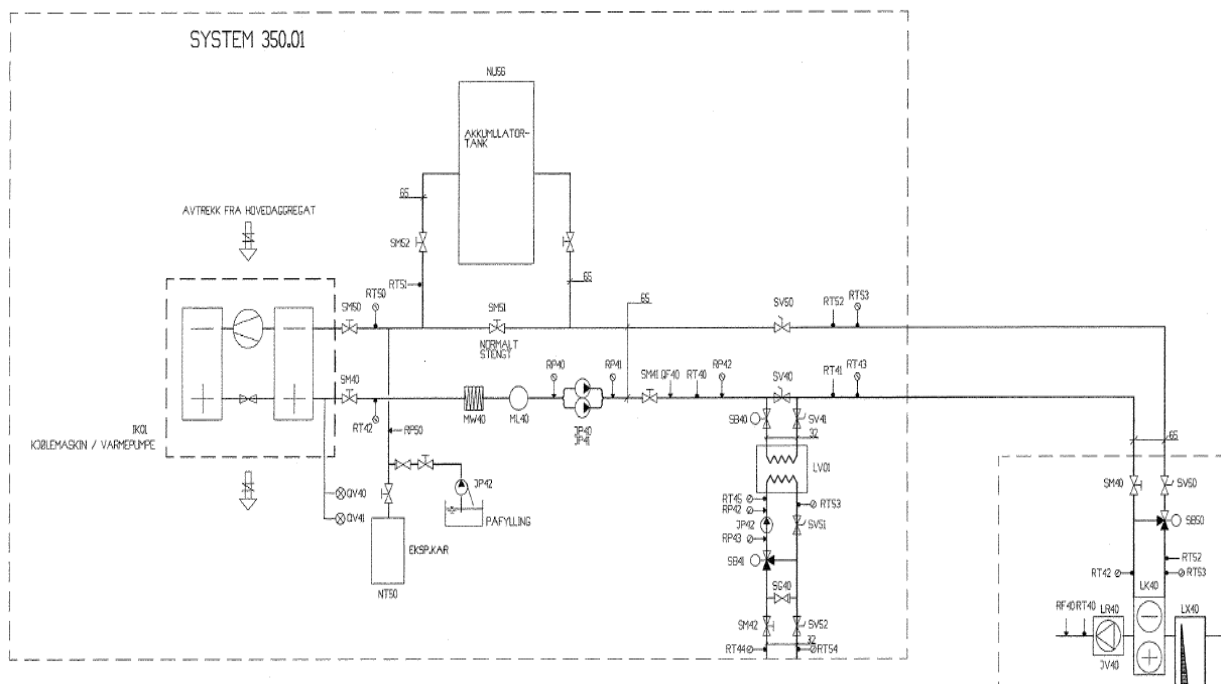 SYSTEM 350.01
NU56
AKKUMULATOR-
TANK
65
AVTREKK FRA HOVEDAGGREGAT
SM52
RT51
65
SM50
RT50
SM51
NORMALT
STENGT
65
SV50
RT52
RT53
SM40
RT42
RP50
MW40
ML40
RP40
JP40
JP41
RP41
SM41
QF40
RT40
RP42
SV40
RT41
RT43
IK01
KJØLEMASKIN / VARMEPUMPE
QV40
QV41
JP42
PAFYLLING
EKSP.KAR
NT50
SB40
SV41
32
LV01
RT45
RP42
RT53
JP42
RP43
SV51
SB41
SG40
SM42
SV52
32
RT44
RT54
65
SM40
SV50
SB50
RT52
RT42
RT53
LK40
RF40
RT40
LR40
LX40
JV40